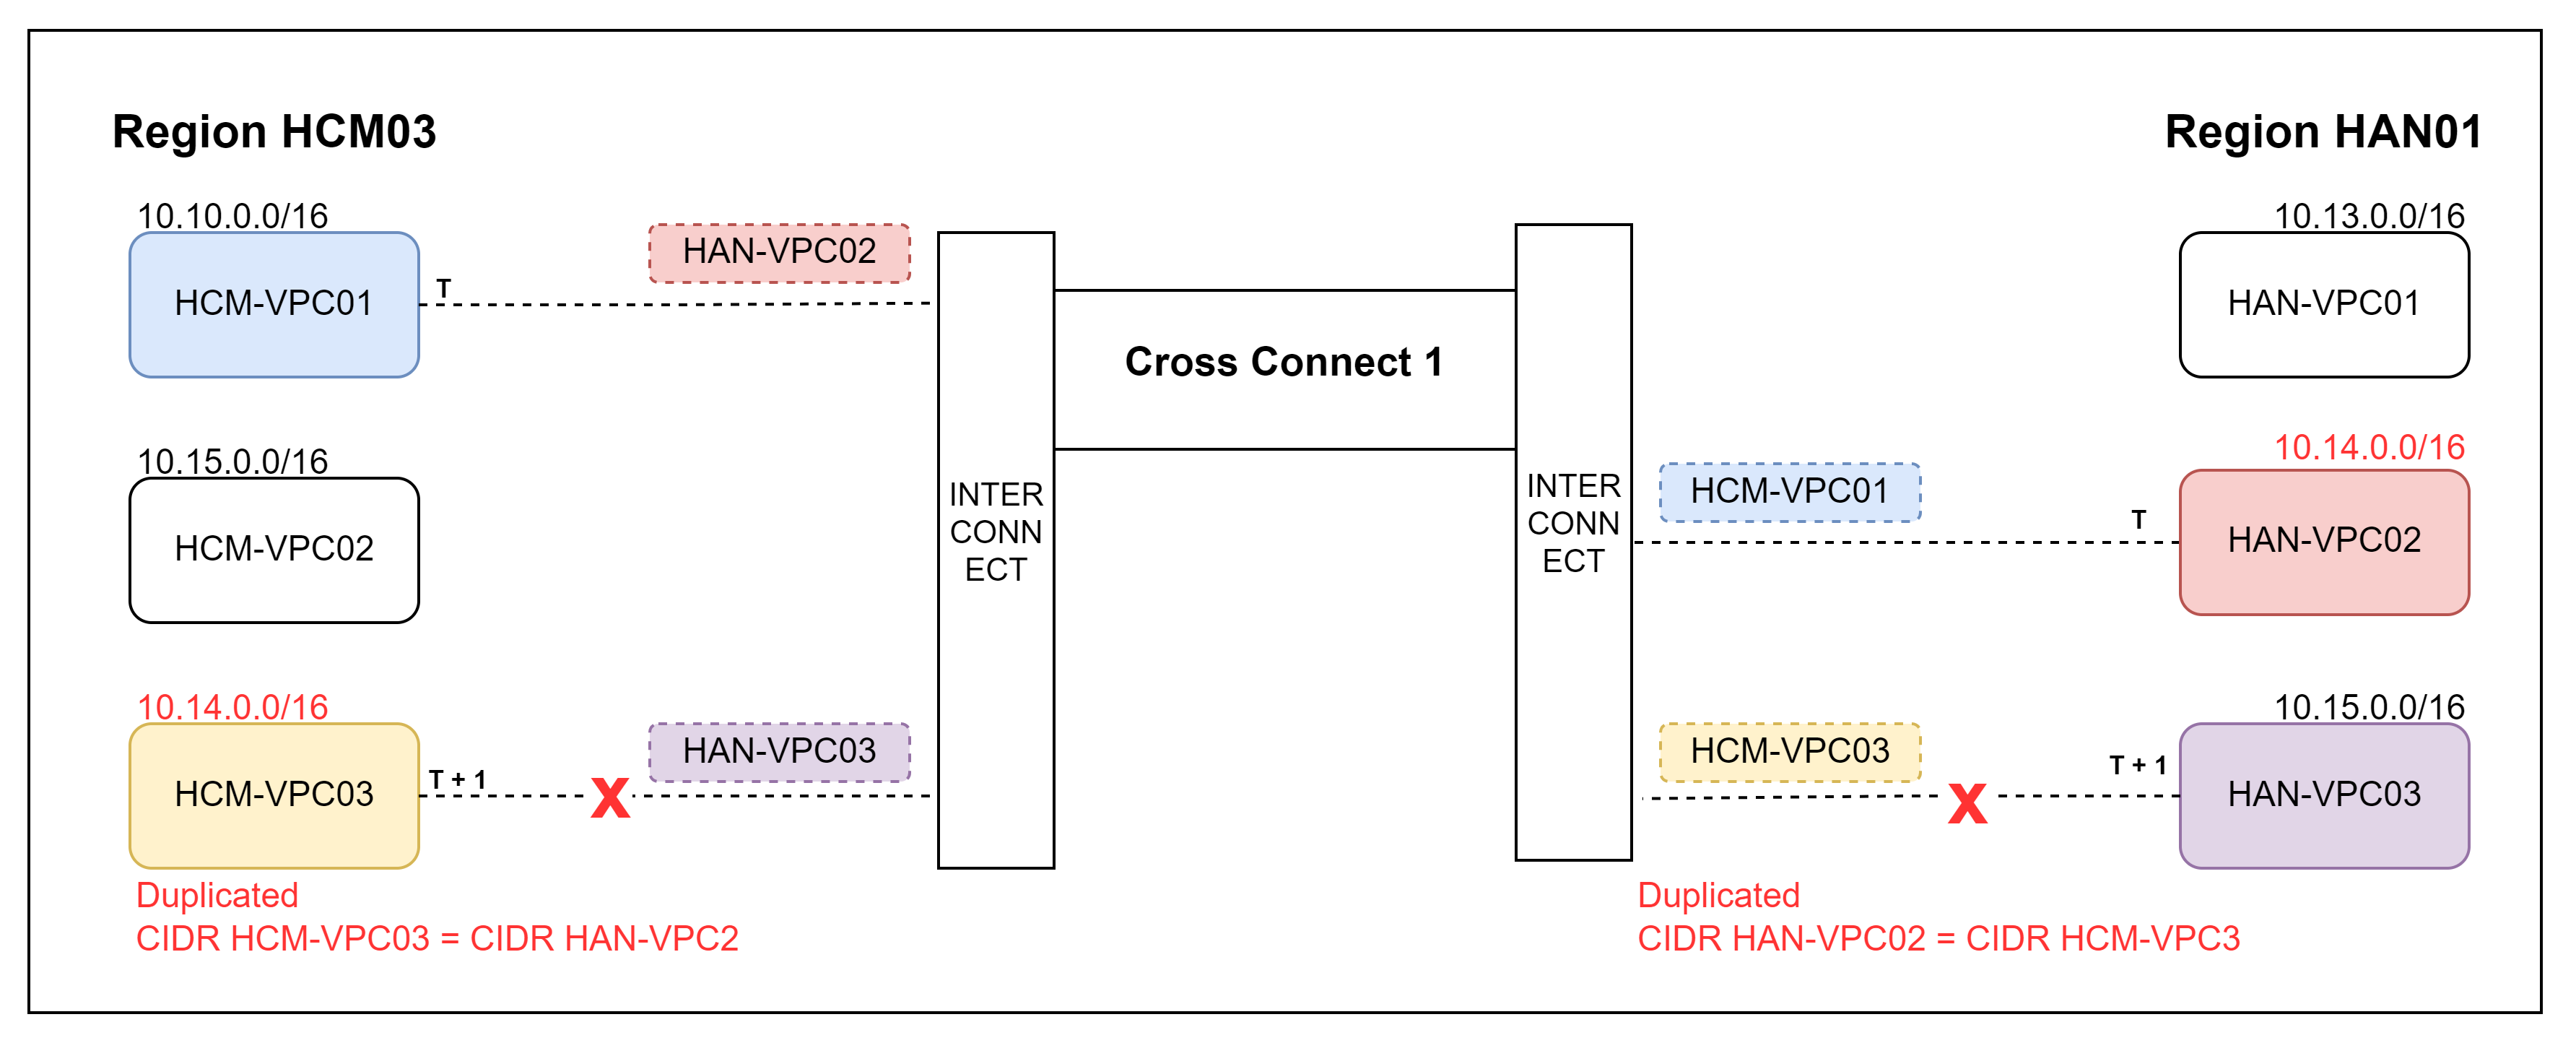 Region HCM03
Region HAN01
10.10.0.0/16
HCM-VPC01
T
HAN-VPC02
10.13.0.0/16
HAN-VPC01
Cross Connect 1
10.15.0.0/16
HCM-VPC02
INTER
CONN
ECT
INTER
CONN
ECT
HCM-VPC01
T
10.14.0.0/16
HAN-VPC02
10.14.0.0/16
HCM-VPC03
T + 1
X
HAN-VPC03
HCM-VPC03
X
T + 1
10.15.0.0/16
HAN-VPC03
Duplicated
CIDR HCM-VPC03 = CIDR HAN-VPC2
Duplicated
CIDR HAN-VPC02 = CIDR HCM-VPC3